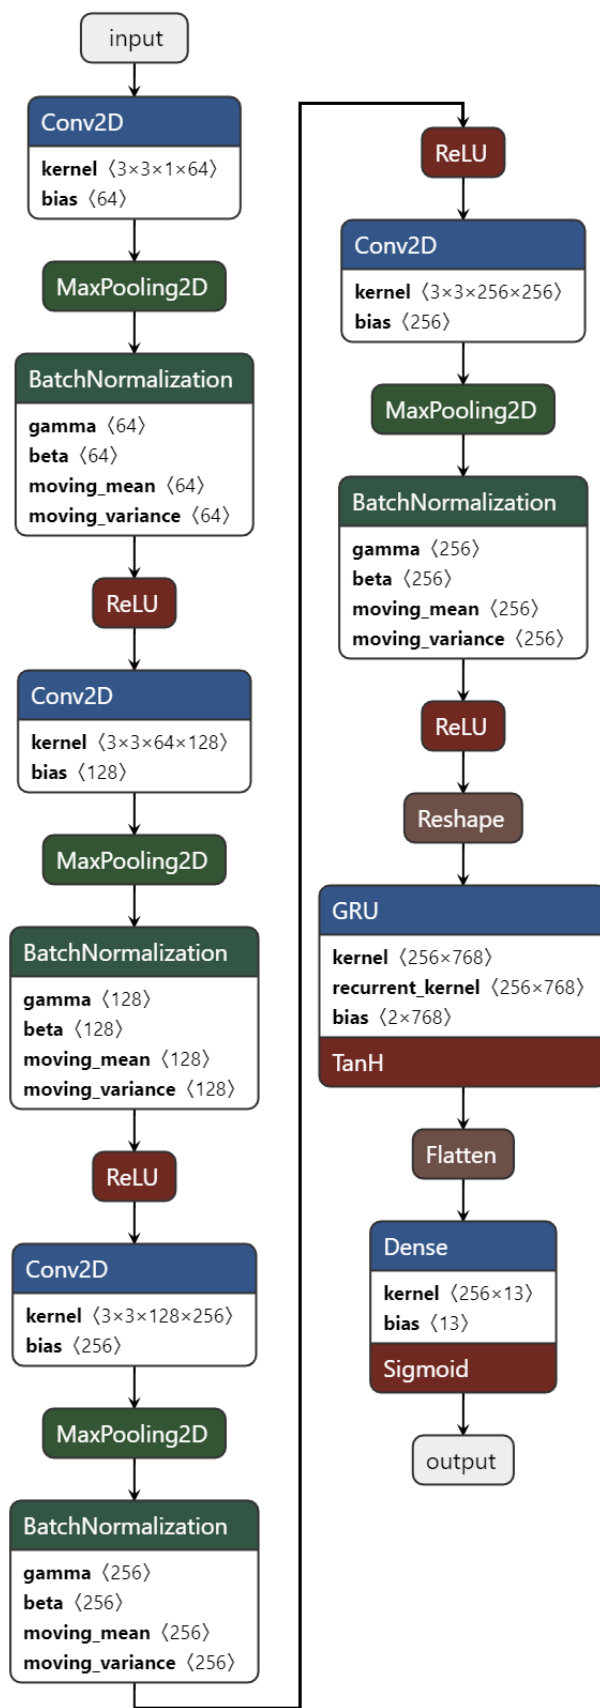 input
Conv2D
kernel 〈3×3×1×64〉
bias 〈64〉
MaxPooling2D
BatchNormalization
gamma 〈64〉
beta 〈64〉
moving_mean 〈64〉
moving_variance 〈64〉
ReLU
Conv2D
kernel 〈3×3×64×128〉
bias 〈128〉
MaxPooling2D
BatchNormalization
gamma 〈128〉
beta 〈128〉
moving_mean 〈128〉
moving_variance 〈128〉
ReLU
Conv2D
kernel 〈3×3×128×256〉
bias 〈256〉
MaxPooling2D
BatchNormalization
gamma 〈256〉
beta 〈256〉
moving_mean 〈256〉
moving_variance 〈256〉
ReLU
Conv2D
kernel 〈3×3×256×256〉
bias 〈256〉
MaxPooling2D
BatchNormalization
gamma 〈256〉
beta 〈256〉
moving_mean 〈256〉
moving_variance 〈256〉
ReLU
Reshape
GRU
kernel 〈256×768〉
recurrent_kernel 〈256×768〉
bias 〈2×768〉
TanH
Flatten
Dense
kernel 〈256×13〉
bias 〈13〉
Sigmoid
output